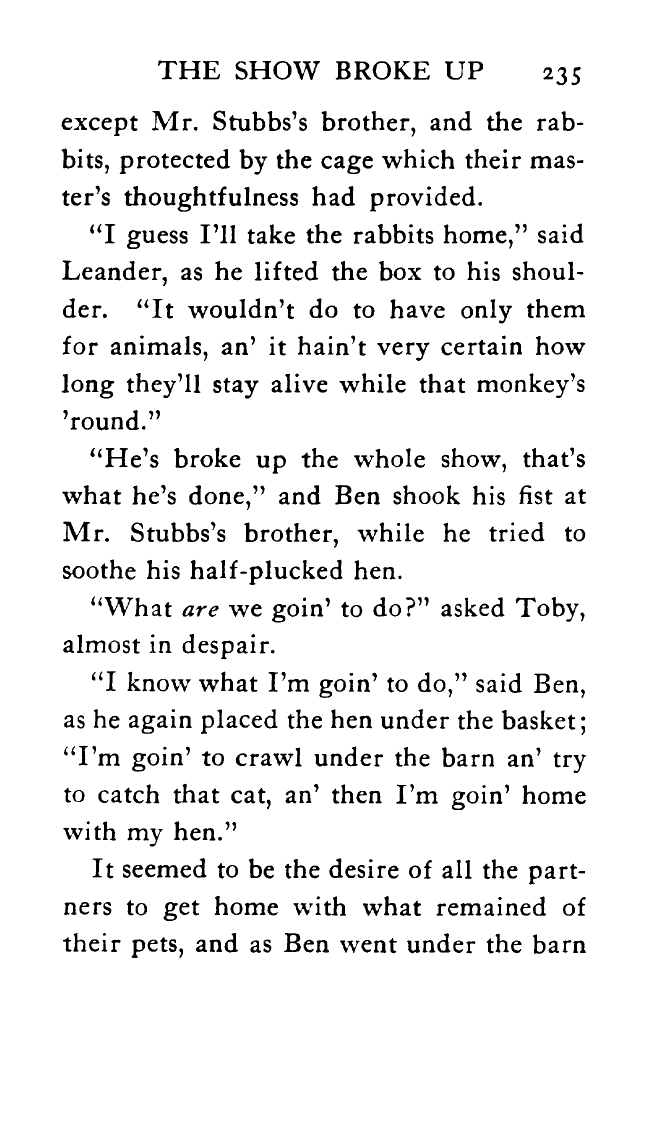 THE SHOW BROKE UP 235
except Mr. Stubbs's brother, and the rab-
bits, protected by the cage which their mas-
ter's thoughtfulness had provided.
"I guess I'll take the rabbits home," said
Leander, as he lifted the box to his shoul-
der. "It wouldn't do to have only them
for animals, an' it hain't very certain how
long they'll stay alive while that monkey's
'round."
"He's broke up the whole show, that's
what he's done," and Ben shook his fist at
Mr. Stubbs's brother, while he tried to
soothe his half-plucked hen.
"What are we goin' to do?" asked Toby,
almost in despair.
"I know what I'm goin' to do," said Ben,
as he again placed the hen under the basket;
"I'm goin' to crawl under the barn an' try
to catch that cat, an' then I'm goin' home
with my hen."
It seemed to be the desire of all the part-
ners to get home with what remained of
their pets, and as Ben went under the barn